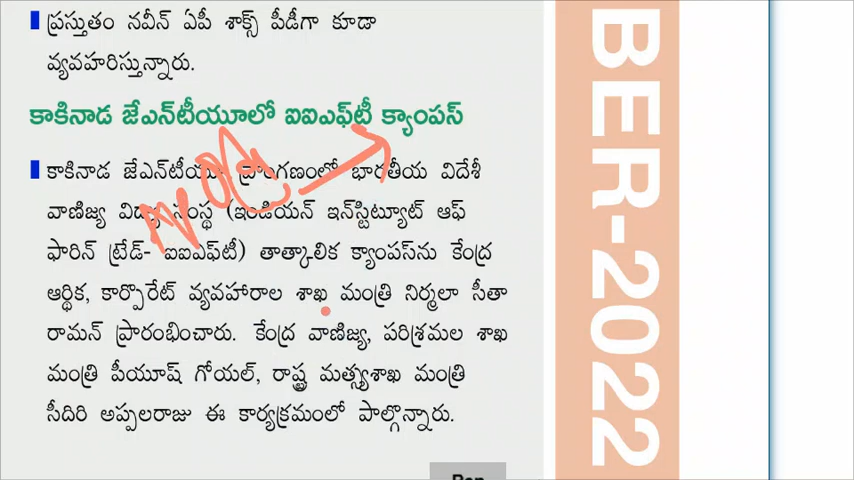 ప్రస్తుతం నవీన్ ఏపీ శాక్స్ పీడీగా కూడా
వ్యవహరిస్తున్నారు.
కాకినాడ జేఎన్‌టీయూలో ఐఐఎఫ్‌టీ క్యాంపస్
కాకినాడ జేఎన్‌టీయూ ప్రాంగణంలో భారతీయ విదేశీ
వాణిజ్య విద్యా సంస్థ (ఇండియన్ ఇన్‌స్టిట్యూట్ ఆఫ్
ఫారిన్ ట్రేడ్- ఐఐఎఫ్‌టీ) తాత్కాలిక క్యాంపస్‌ను కేంద్ర
ఆర్థిక, కార్పొరేట్ వ్యవహారాల శాఖ మంత్రి నిర్మలా సీతా
రామన్ ప్రారంభించారు. కేంద్ర వాణిజ్య, పరిశ్రమల శాఖ
మంత్రి పీయూష్ గోయల్, రాష్ట్ర మత్స్యశాఖ మంత్రి
సీదిరి అప్పలరాజు ఈ కార్యక్రమంలో పాల్గొన్నారు.
BER-2022